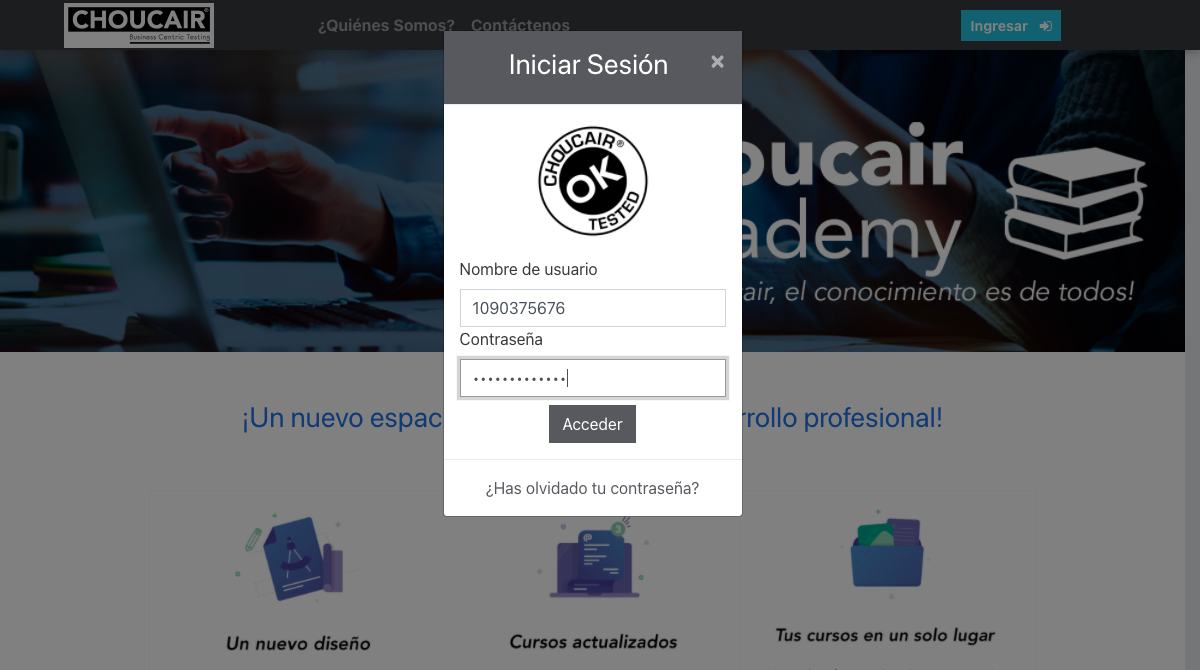 CHOUCAIR®
Business Centric Testing
¿Quiénes Somos? Contáctenos
Ingresar
Iniciar Sesión
×
CHOUCAIR®
OK
TESTED
Nombre de usuario
1090375676
Contraseña
•••••••••••••
Acceder
¿Has olvidado tu contraseña?
oucair
ademy
air, el conocimiento es de todos!
¡Un nuevo espac
rollo profesional!
Un nuevo diseño
Cursos actualizados
Tus cursos en un solo lugar